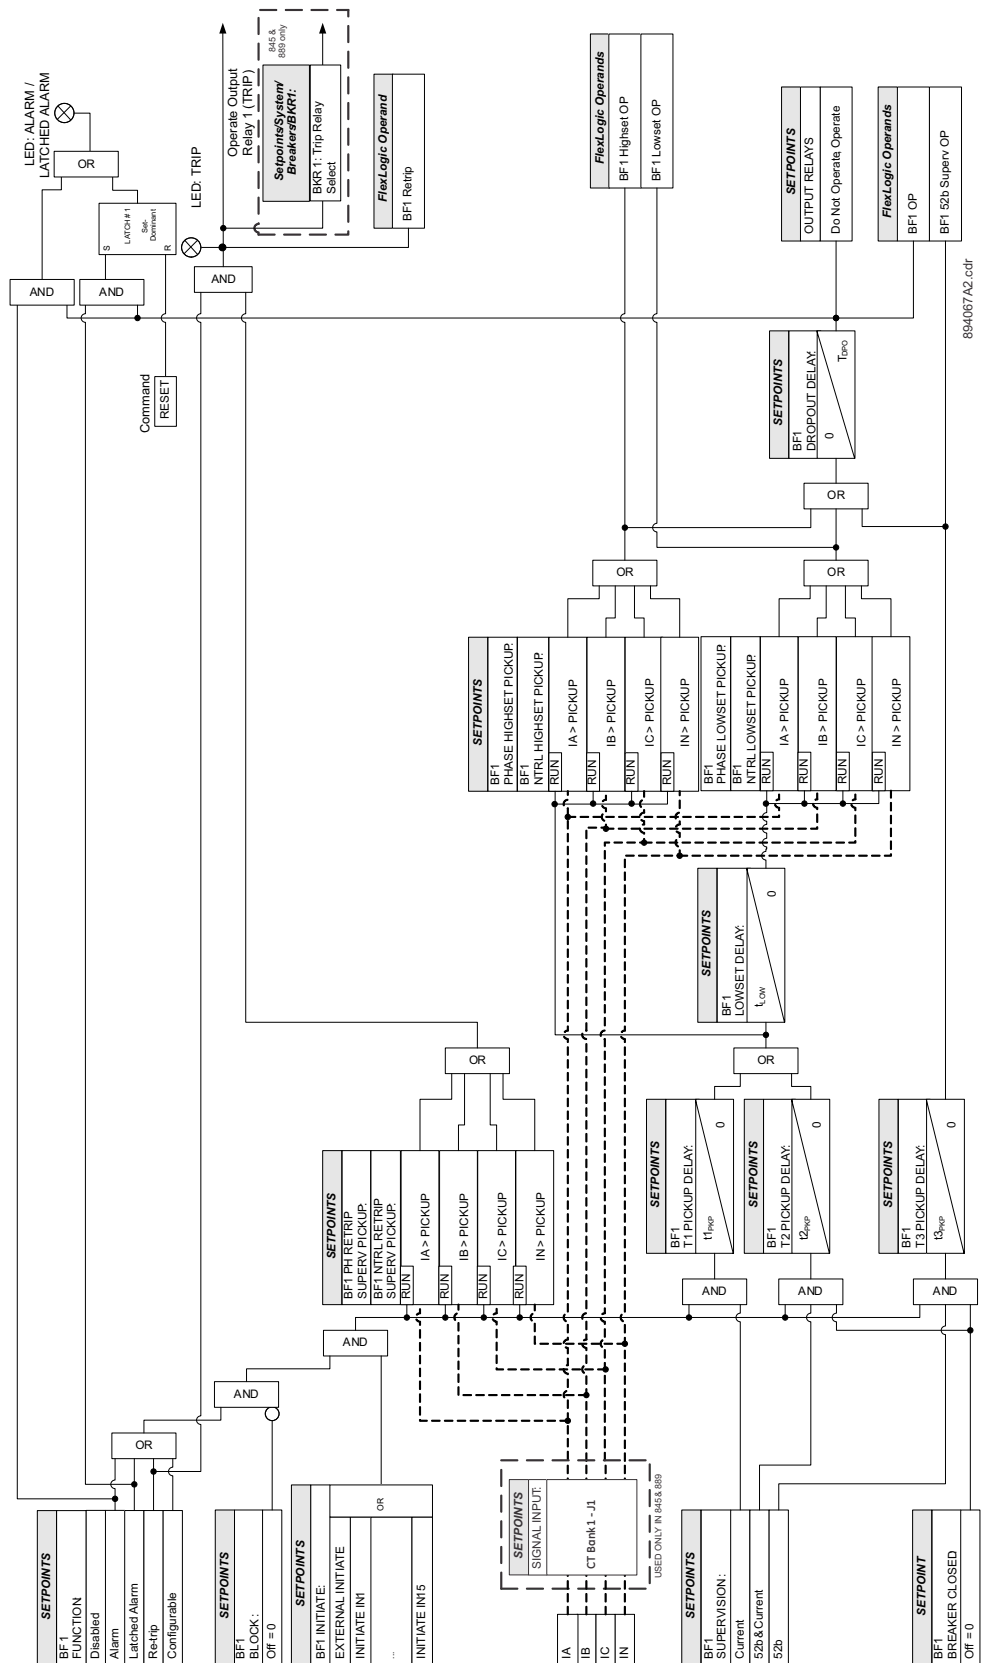 LED: ALARM /
LATCHED ALARM
OR
S
LATCH # 1
Set-
Dominant
R
AND
AND
Command
RESET
LED: TRIP
AND
Operate Output
Relay 1 (TRIP)
845 &
889 only
Setpoints/System/
Breakers/BKR1:
BKR 1: Trip Relay
Select
FlexLogic Operand
BF1 Retrip
FlexLogic Operands
BF1 Highset OP
BF1 Lowset OP
SETPOINTS
OUTPUT RELAYS
Do Not Operate, Operate
FlexLogic Operands
BF1 OP
BF1 52b Superv OP
894067A2.cdr
SETPOINTS
BF1
DROPOUT DELAY:
0
TDPO
OR
OR
OR
SETPOINTS
BF1
PHASE HIGHSET PICKUP:
BF1
NTRL HIGHSET PICKUP:
RUN
IA > PICKUP
RUN
IB > PICKUP
RUN
IC > PICKUP
RUN
IN > PICKUP
SETPOINTS
BF1
PHASE LOWSET PICKUP:
BF1
NTRL LOWSET PICKUP:
RUN
IA > PICKUP
RUN
IB > PICKUP
RUN
IC > PICKUP
RUN
IN > PICKUP
SETPOINTS
BF1
LOWSET DELAY:
tLOW
0
OR
OR
SETPOINTS
BF1 PH RETRIP
SUPERV PICKUP:
BF1 NTRL RETRIP
SUPERV PICKUP:
RUN
IA > PICKUP
RUN
IB > PICKUP
RUN
IC > PICKUP
RUN
IN > PICKUP
SETPOINTS
BF1
T1 PICKUP DELAY:
t1PKP
0
SETPOINTS
BF1
T2 PICKUP DELAY:
t2PKP
0
SETPOINTS
BF1
T3 PICKUP DELAY:
t3PKP
0
AND
AND
AND
AND
AND
OR
SETPOINTS
BF1
FUNCTION
Disabled
Alarm
Latched Alarm
Re-trip
Configurable
SETPOINTS
BF1
BLOCK :
Off = 0
SETPOINTS
BF1 INITIATE:
EXTERNAL INITIATE
INITIATE IN1
...
INITIATE IN15
OR
SETPOINTS
SIGNAL INPUT:
CT Bank 1 - J1
USED ONLY IN 845 & 889
IA
IB
IC
IN
SETPOINTS
BF1
SUPERVISION :
Current
52b & Current
52b
SETPOINT
BF1
BREAKER CLOSED
Off = 0